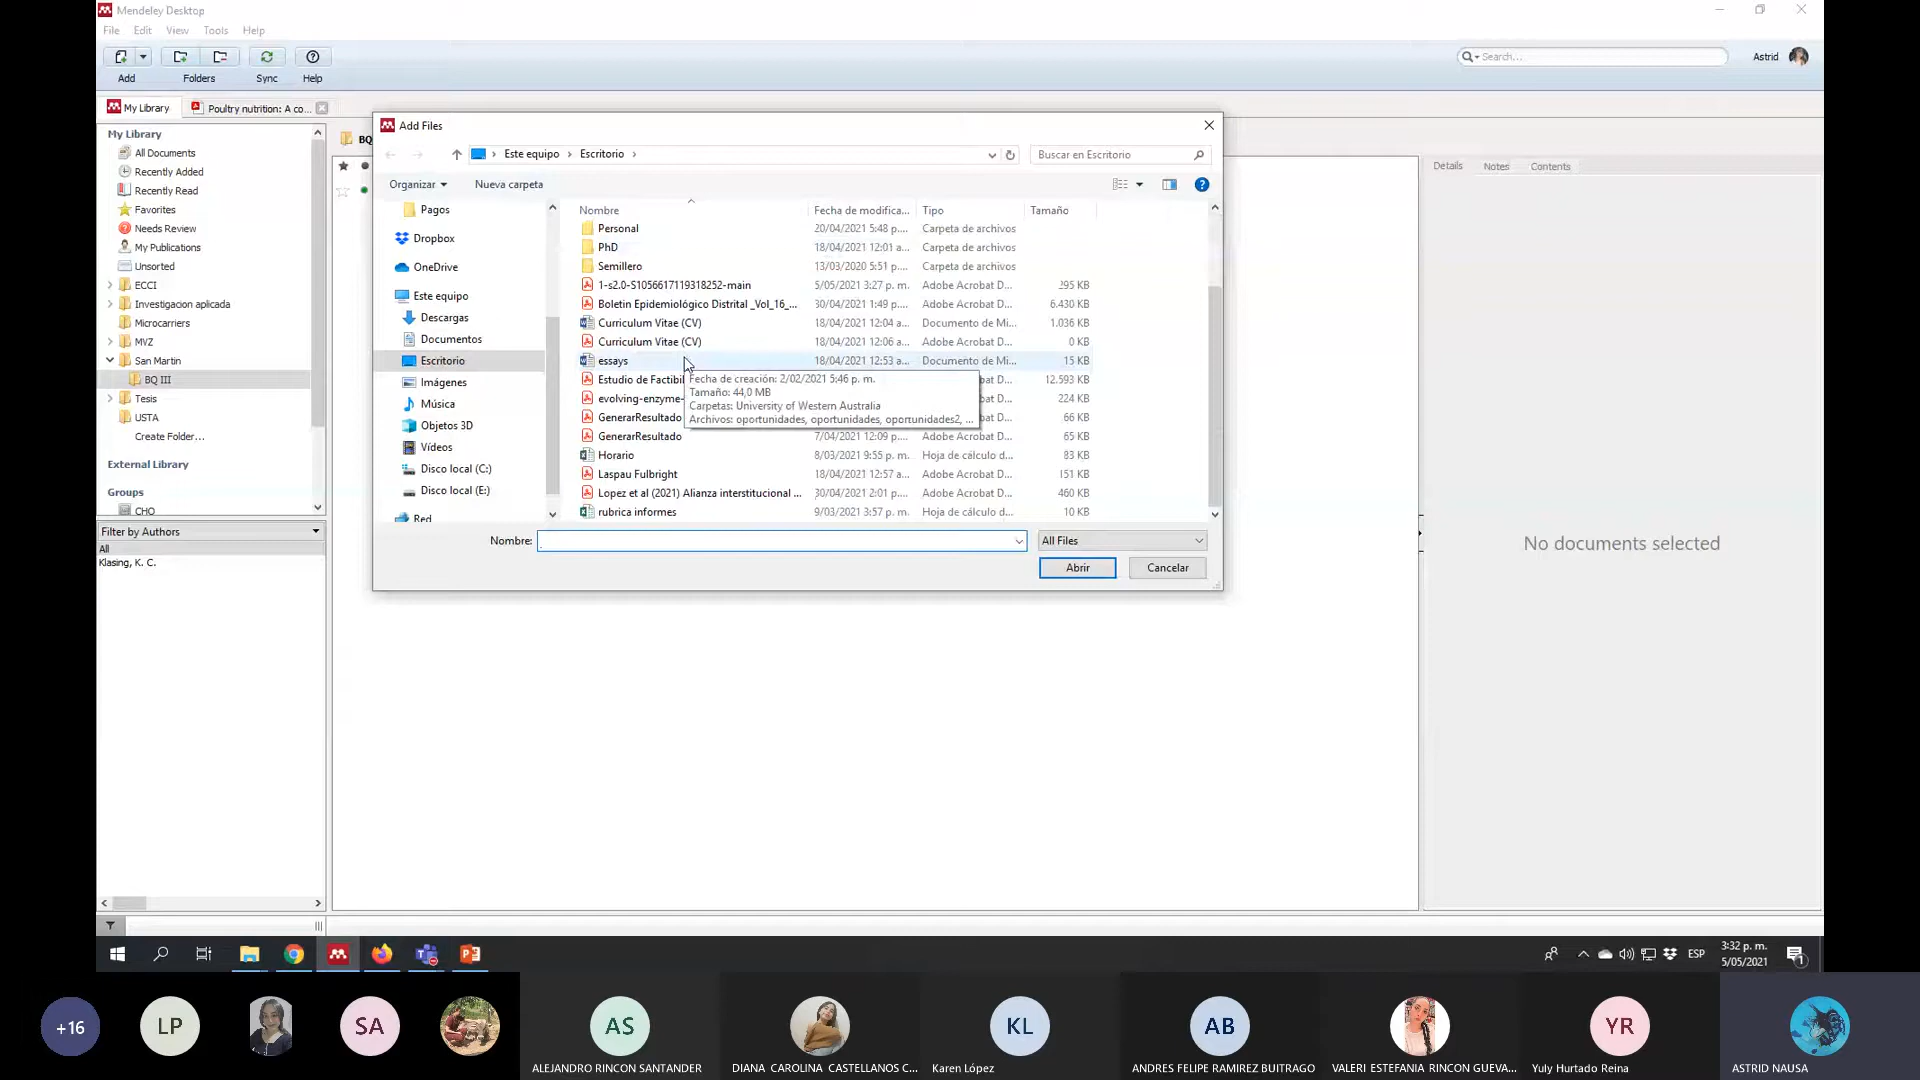 Mendeley Desktop
File Edit View Tools Help
Search...
Astrid
Add Folders Sync Help
My Library
Poultry nutrition: A co...
My Library
All Documents
Recently Added
Recently Read
Favorites
Needs Review
My Publications
Unsorted
ECCI
Investigacion aplicada
Microcarriers
MVZ
San Martin
BQ III
Tesis
USTA
Create Folder...
External Library
Groups
CHO
Filter by Authors
All
Klasing, K. C.
BQ
Add Files
Este equipo > Escritorio >
Buscar en Escritorio
Organizar Nueva carpeta
Pagos
Dropbox
OneDrive
Este equipo
Descargas
Documentos
Escritorio
Imágenes
Música
Objetos 3D
Vídeos
Disco local (C:)
Disco local (E:)
Red
Nombre Fecha de modifica... Tipo Tamaño
Personal 20/04/2021 5:48 p.... Carpeta de archivos
PhD 18/04/2021 12:01 a... Carpeta de archivos
Semillero 13/03/2020 5:51 p.... Carpeta de archivos
1-s2.0-S1056617119318252-main 5/05/2021 3:27 p. m. Adobe Acrobat D... 295 KB
Boletin Epidemiológico Distrital _Vol_16_... 30/04/2021 1:49 p.... Adobe Acrobat D... 6.430 KB
Curriculum Vitae (CV) 18/04/2021 12:04 a... Documento de Mi... 1.036 KB
Curriculum Vitae (CV) 18/04/2021 12:06 a... Adobe Acrobat D... 0 KB
essays 18/04/2021 12:53 a... Documento de Mi... 15 KB
Estudio de Factibil bat D... 12.593 KB
evolving-enzyme- bat D... 224 KB
GenerarResultado bat D... 66 KB
GenerarResultado 7/04/2021 12:09 p... Adobe Acrobat D... 65 KB
Horario 8/03/2021 9:55 p. m. Hoja de cálculo d... 83 KB
Laspau Fulbright 18/04/2021 12:57 a... Adobe Acrobat D... 151 KB
Lopez et al (2021) Alianza interstitucional ... 30/04/2021 2:01 p.... Adobe Acrobat D... 460 KB
rubrica informes 9/03/2021 3:57 p. m. Hoja de cálculo d... 10 KB
Fecha de creación: 2/02/2021 5:46 p. m.
Tamaño: 44,0 MB
Carpetas: University of Western Australia
Archivos: oportunidades, oportunidades, oportunidades2, ...
Nombre:
All Files
Abrir Cancelar
Details Notes Contents
No documents selected
ESP
3:32 p. m.
5/05/2021
1
+16
LP
SA
AS
KL
AB
YR
ALEJANDRO RINCON SANTANDER
DIANA CAROLINA CASTELLANOS C...
Karen López
ANDRES FELIPE RAMIREZ BUITRAGO
VALERI ESTEFANIA RINCON GUEVA...
Yuly Hurtado Reina
ASTRID NAUSA